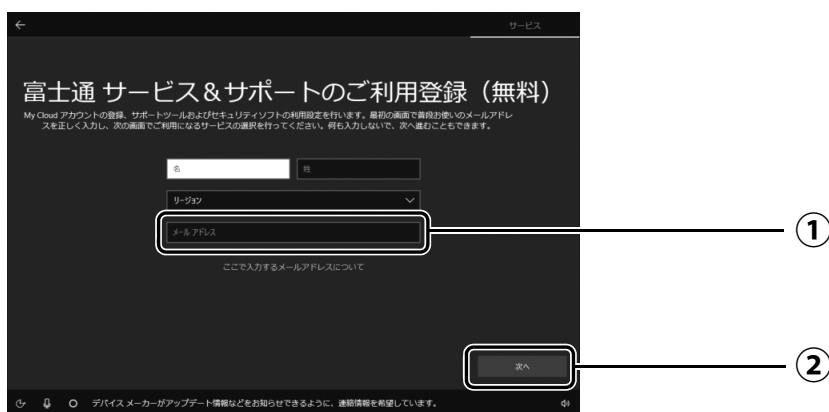 サービス
富士通 サービス&サポートのご利用登録（無料）
My Cloud アカウントの登録、サポートツールおよびセキュリティソフトの利用設定を行います。最初の画面で普段お使いのメールアドレ
スを正しく入力し、次の画面でご利用になるサービスの選択を行ってください。何も入力しないで、次へ進むこともできます。
名 姓
リージョン
メール アドレス
①
ここで入力するメールアドレスについて
次へ
②
デバイス メーカーがアップデート情報などをお知らせできるように、連絡情報を希望しています。